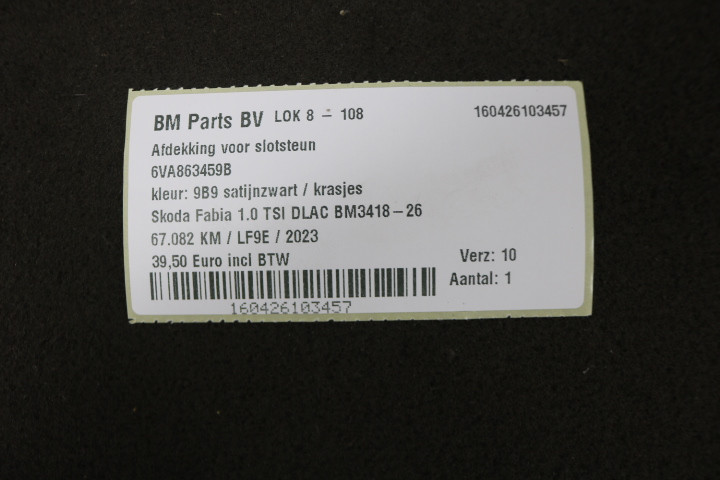 BM Parts BV LOK 8 – 108 160426103457
Afdekking voor slotsteun
6VA863459B
kleur: 9B9 satijnzwart / krasjes
Skoda Fabia 1.0 TSI DLAC BM3418-26
67.082 KM / LF9E / 2023
39,50 Euro incl BTW Verz: 10
Aantal: 1
160426103457